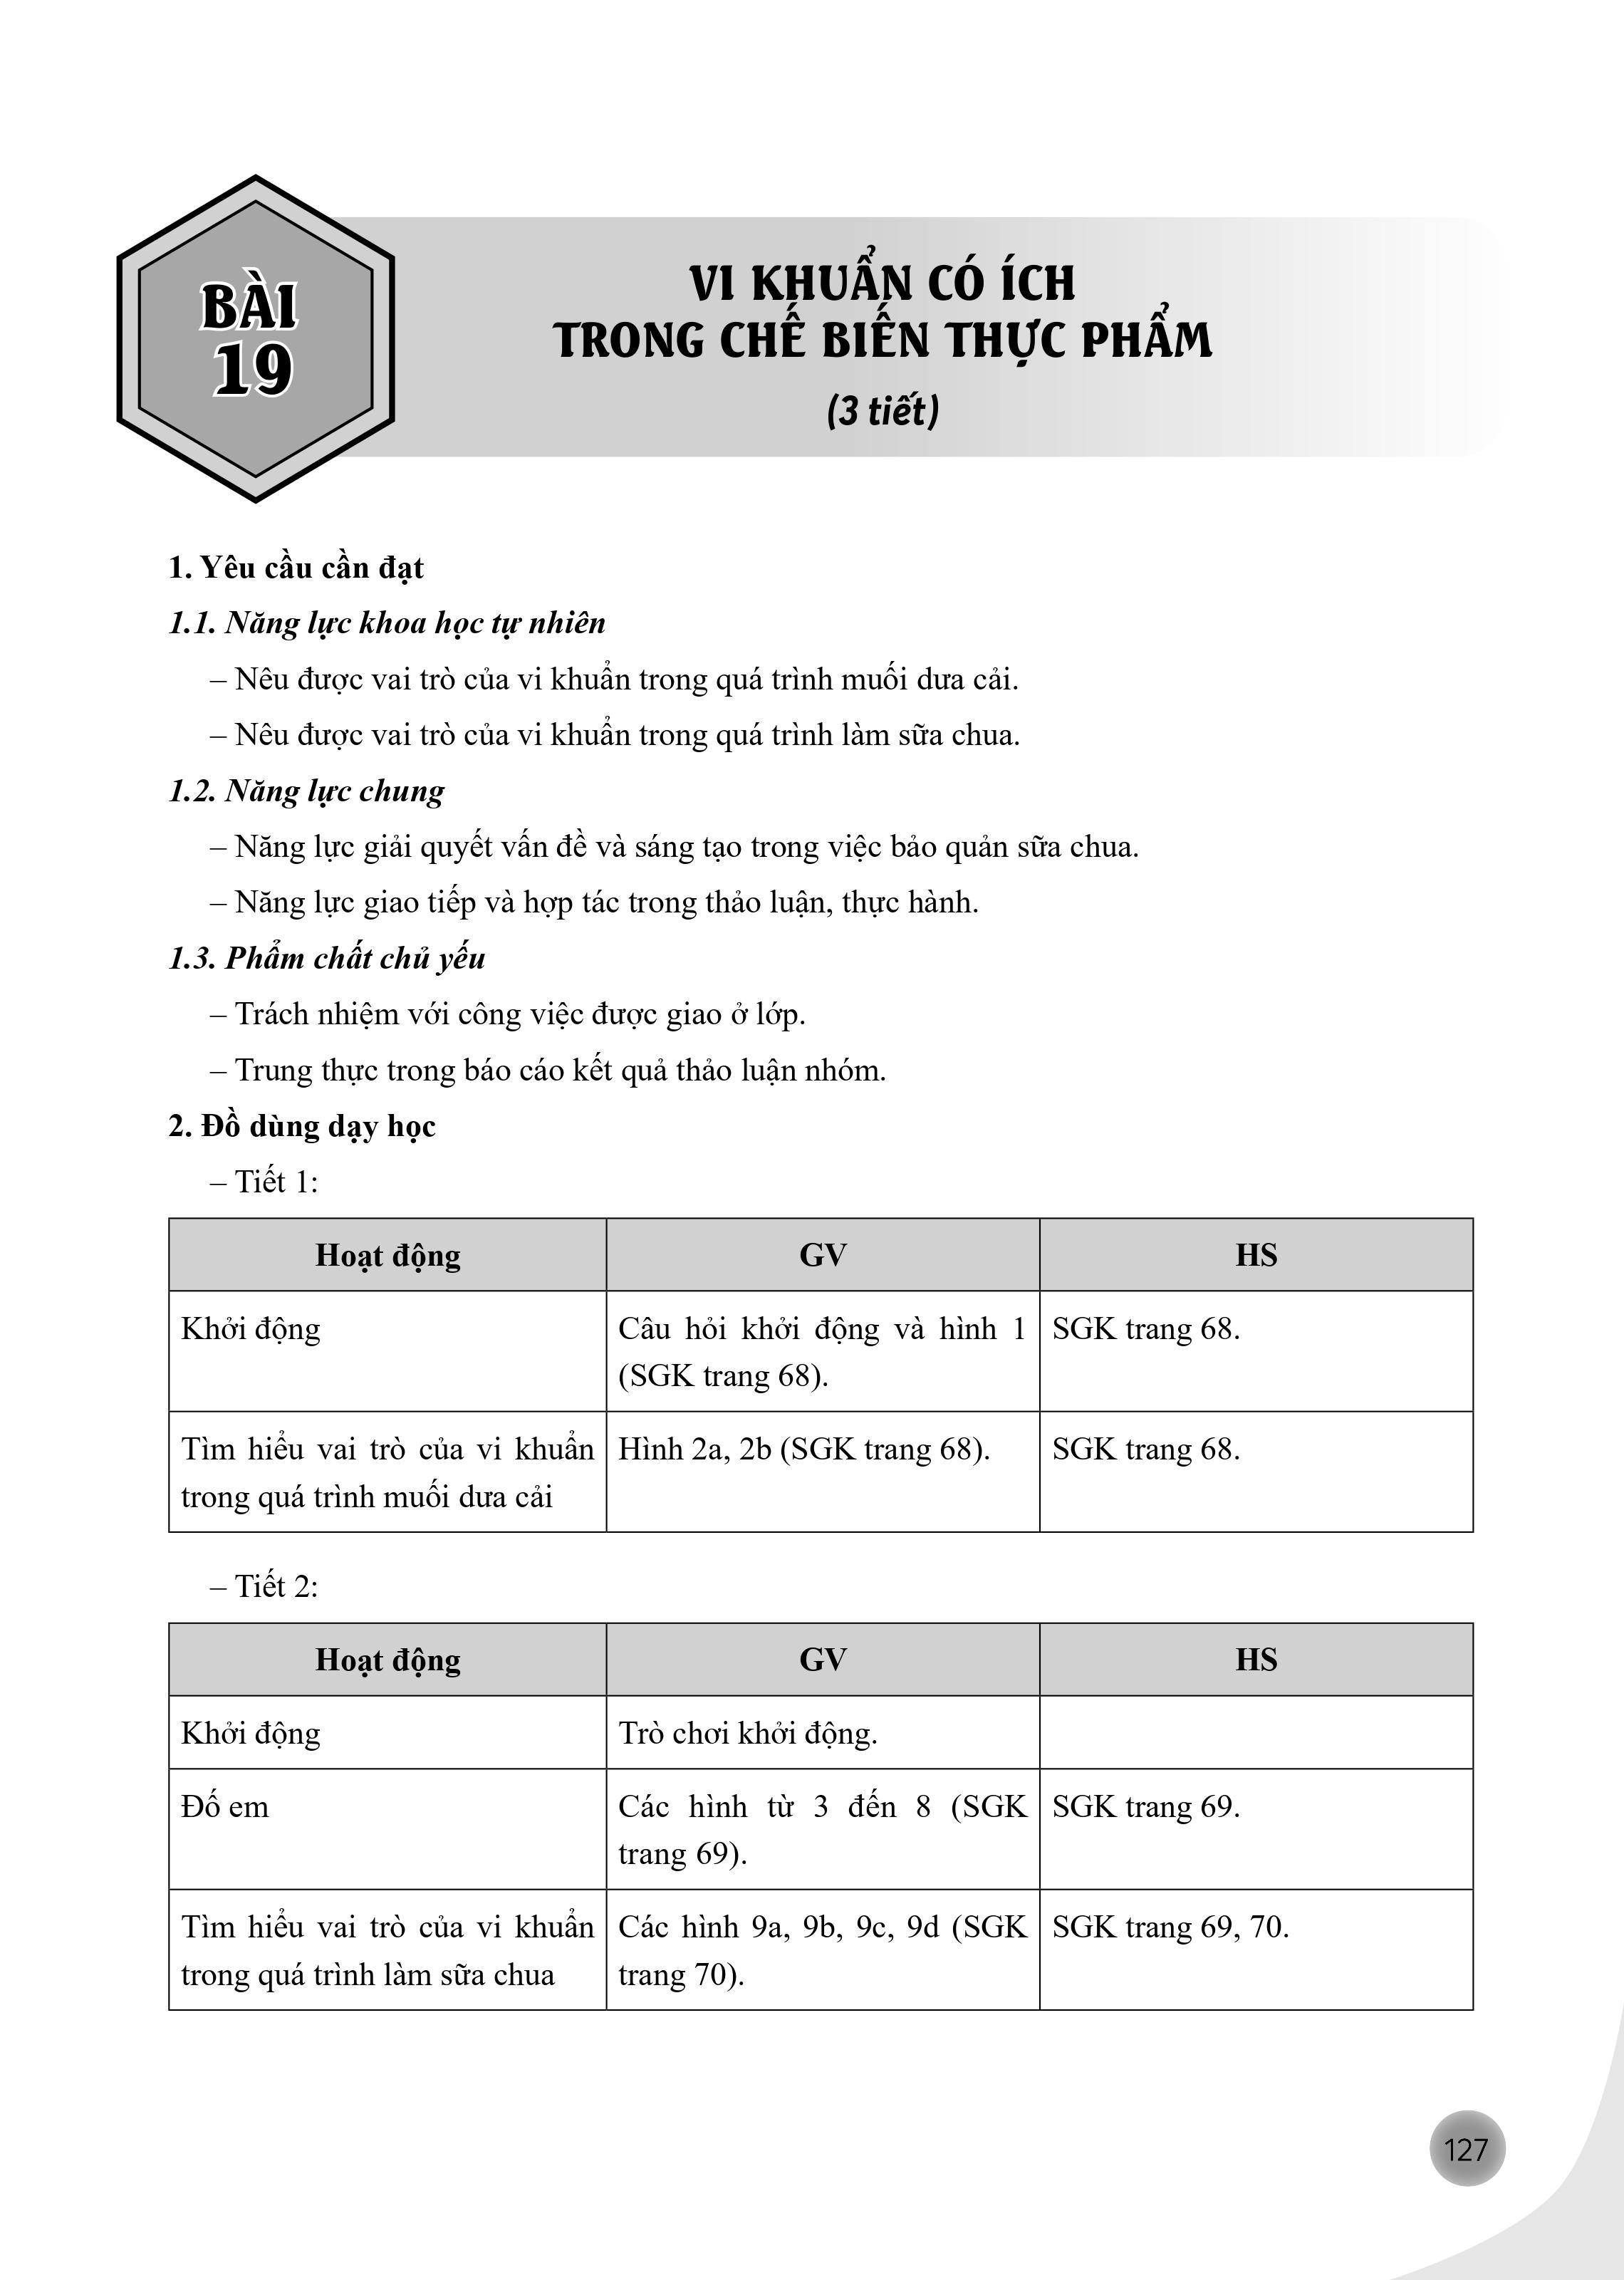 BÀI
19
VI KHUẨN CÓ ÍCH
TRONG CHẾ BIẾN THỰC PHẨM
(3 tiết)
1. Yêu cầu cần đạt
1.1. Năng lực khoa học tự nhiên
– Nêu được vai trò của vi khuẩn trong quá trình muối dưa cải.
– Nêu được vai trò của vi khuẩn trong quá trình làm sữa chua.
1.2. Năng lực chung
– Năng lực giải quyết vấn đề và sáng tạo trong việc bảo quản sữa chua.
– Năng lực giao tiếp và hợp tác trong thảo luận, thực hành.
1.3. Phẩm chất chủ yếu
– Trách nhiệm với công việc được giao ở lớp.
– Trung thực trong báo cáo kết quả thảo luận nhóm.
2. Đồ dùng dạy học
– Tiết 1:
Hoạt động GV HS
Khởi động Câu hỏi khởi động và hình 1 SGK trang 68.
(SGK trang 68).
Tìm hiểu vai trò của vi khuẩn Hình 2a, 2b (SGK trang 68). SGK trang 68.
trong quá trình muối dưa cải
– Tiết 2:
Hoạt động GV HS
Khởi động Trò chơi khởi động.
Đố em Các hình từ 3 đến 8 (SGK SGK trang 69.
trang 69).
Tìm hiểu vai trò của vi khuẩn Các hình 9a, 9b, 9c, 9d (SGK SGK trang 69, 70.
trong quá trình làm sữa chua trang 70).
127